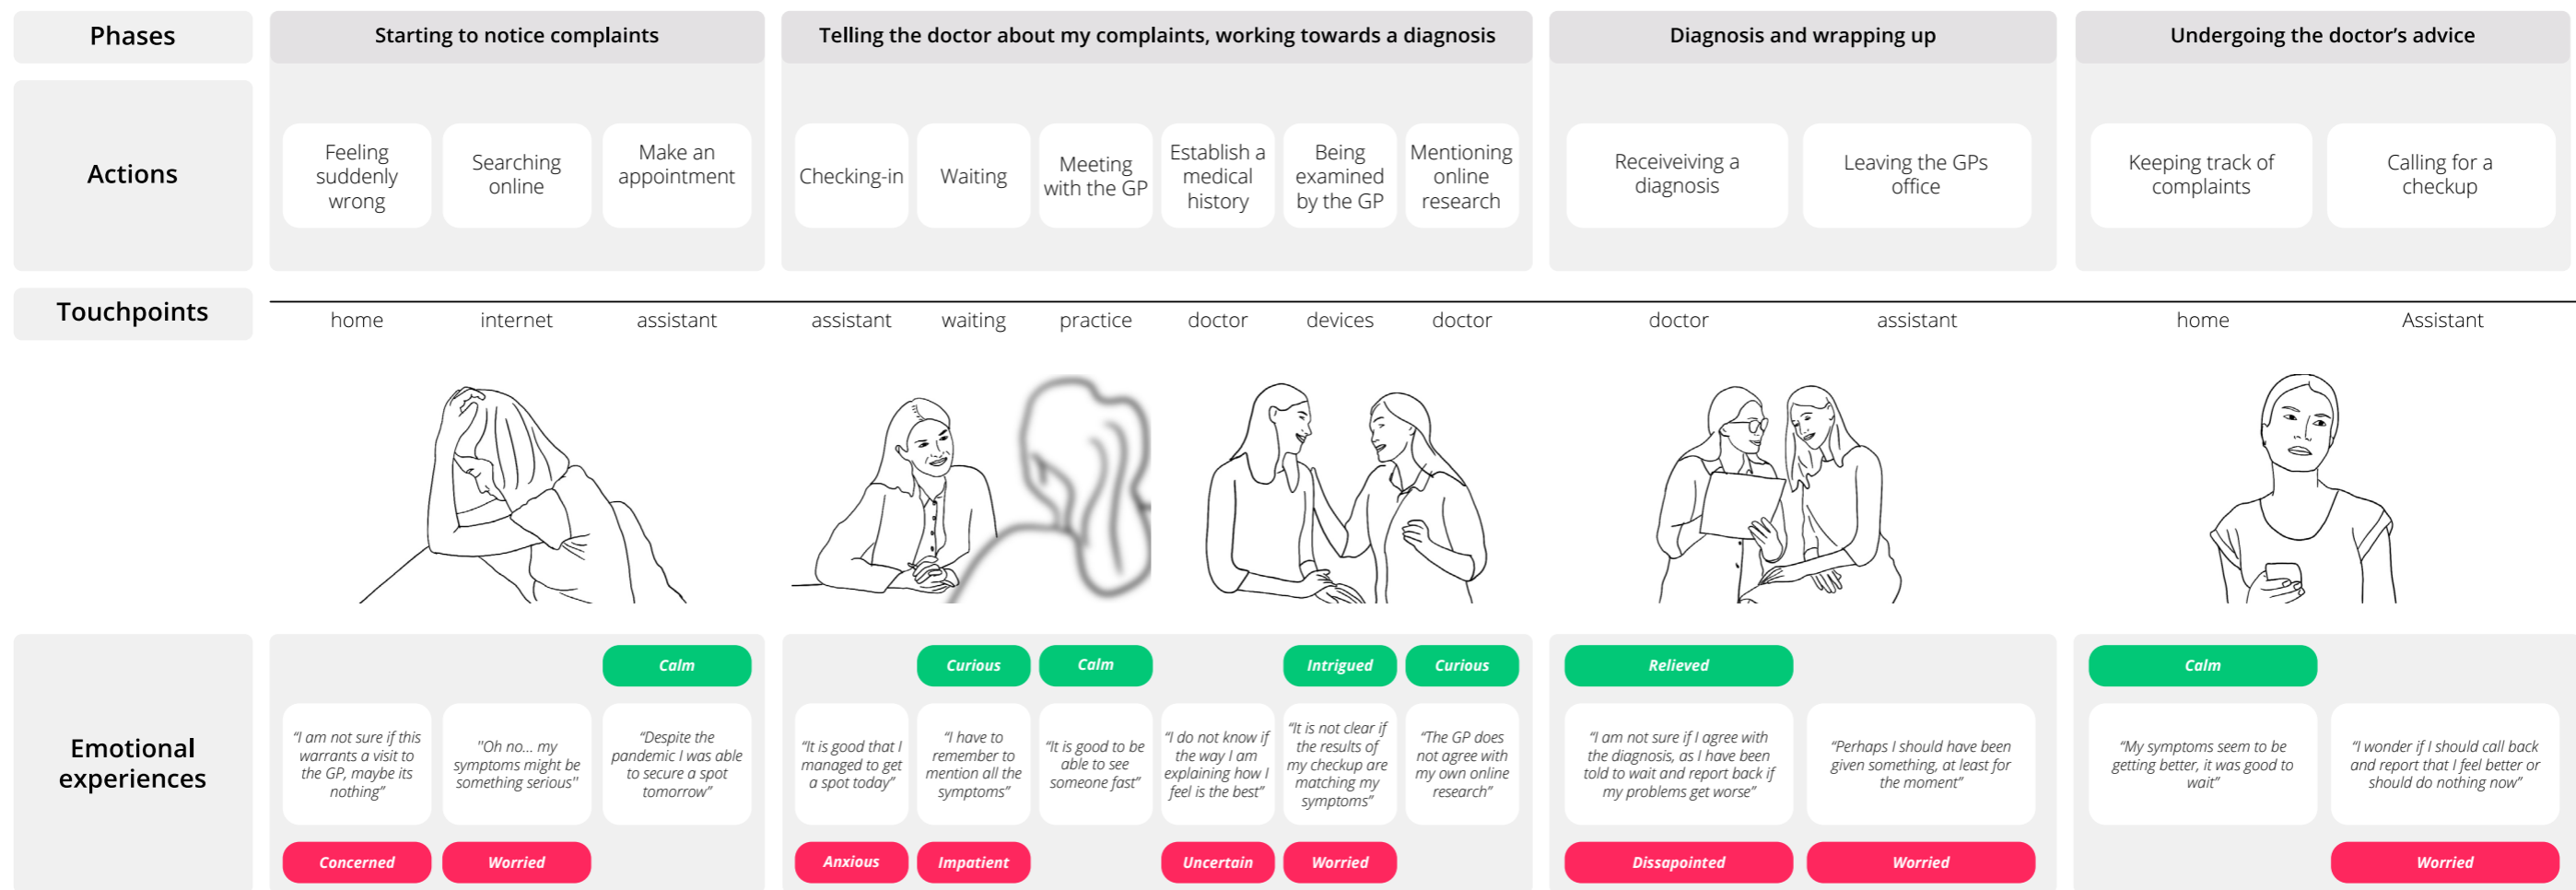 Phases
Starting to notice complaints
Telling the doctor about my complaints, working towards a diagnosis
Diagnosis and wrapping up
Undergoing the doctor’s advice
Actions
Feeling
suddenly
wrong
Searching
online
Make an
appointment
Checking-in
Waiting
Meeting
with the GP
Establish a
medical
history
Being
examined
by the GP
Mentioning
online
research
Receiveiving a
diagnosis
Leaving the GPs
office
Keeping track of
complaints
Calling for a
checkup
Touchpoints
home
internet
assistant
assistant
waiting
practice
doctor
devices
doctor
doctor
assistant
home
Assistant
Emotional
experiences
Calm
Curious
Calm
Intrigued
Curious
Relieved
Calm
“I am not sure if this
warrants a visit to
the GP, maybe its
nothing”
"Oh no... my
symptoms might be
something serious"
“Despite the
pandemic I was able
to secure a spot
tomorrow”
“It is good that I
managed to get
a spot today”
“I have to
remember to
mention all the
symptoms”
“It is good to be
able to see
someone fast”
“I do not know if
the way I am
explaining how I
feel is the best”
“It is not clear if
the results of
my checkup are
matching my
symptoms”
“The GP does
not agree with
my own online
research”
“I am not sure if I agree with
the diagnosis, as I have been
told to wait and report back if
my problems get worse”
“Perhaps I should have been
given something, at least for
the moment”
“My symptoms seem to be
getting better, it was good to
wait”
“I wonder if I should call back
and report that I feel better or
should do nothing now”
Concerned
Worried
Anxious
Impatient
Uncertain
Worried
Dissapointed
Worried
Worried